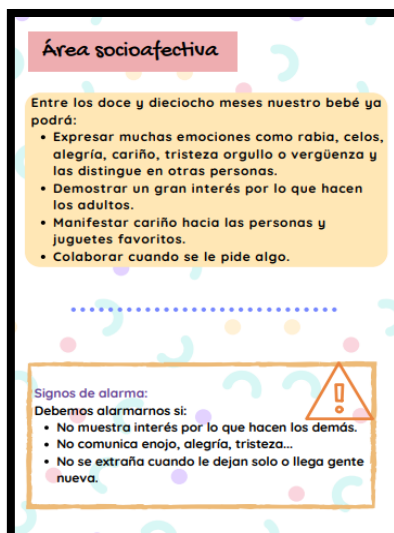 Área socioafectiva
Entre los doce y dieciocho meses nuestro bebé ya
podrá:
• Expresar muchas emociones como rabia, celos,
alegría, cariño, tristeza orgullo o vergüenza y
las distingue en otras personas.
• Demostrar un gran interés por lo que hacen
los adultos.
• Manifestar cariño hacia las personas y
juguetes favoritos.
• Colaborar cuando se le pide algo.
Signos de alarma:
Debemos alarmarnos si:
• No muestra interés por lo que hacen los demás.
• No comunica enojo, alegría, tristeza...
• No se extraña cuando le dejan solo o llega gente
nueva.